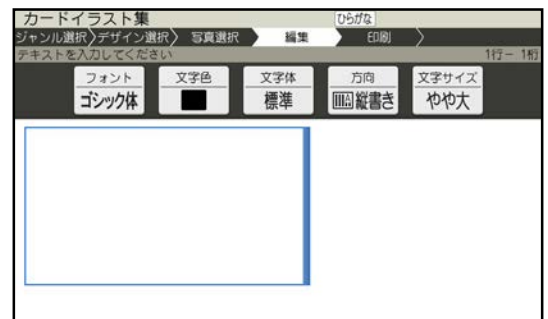 カードイラスト集 ひらがな
ジャンル選択〉デザイン選択〉 写真選択 編集 印刷
テキストを入力してください 1行－ 1桁
フォント 文字色 文字体 方向 文字サイズ
ゴシック体 標準 縦書き やや大